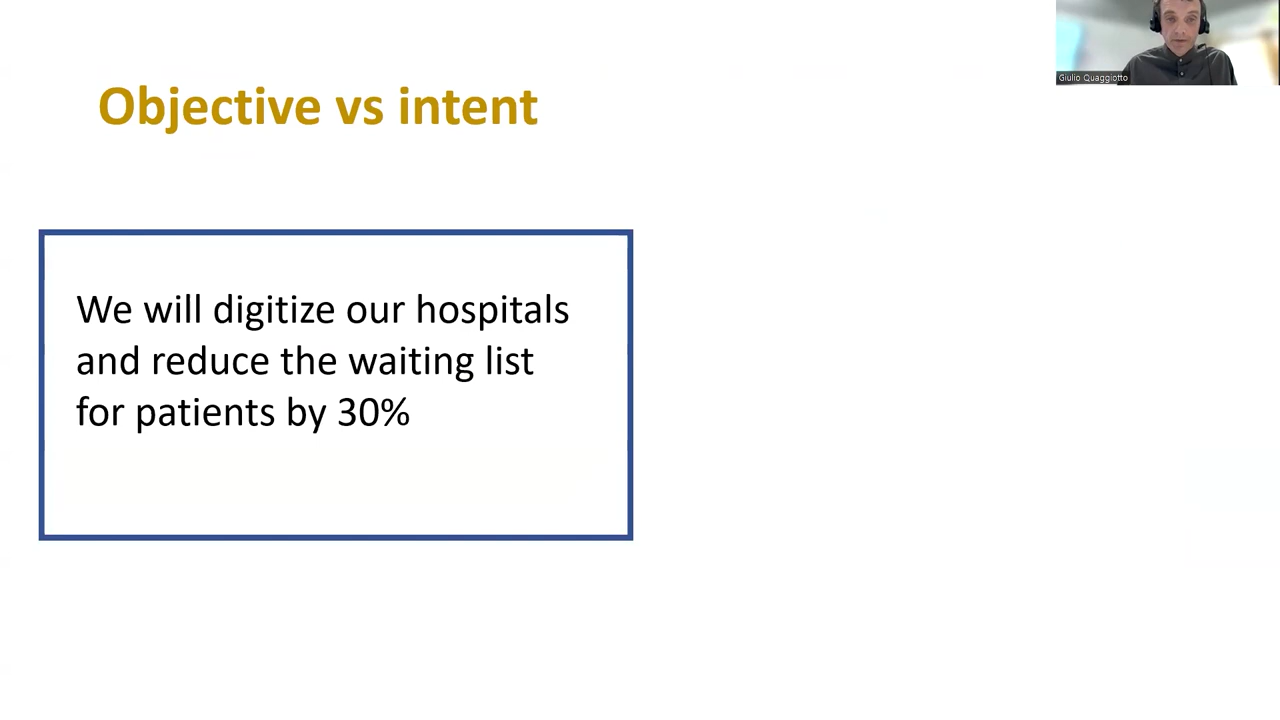 Objective vs intent
Giulio Quaggiotto
We will digitize our hospitals
and reduce the waiting list
for patients by 30%